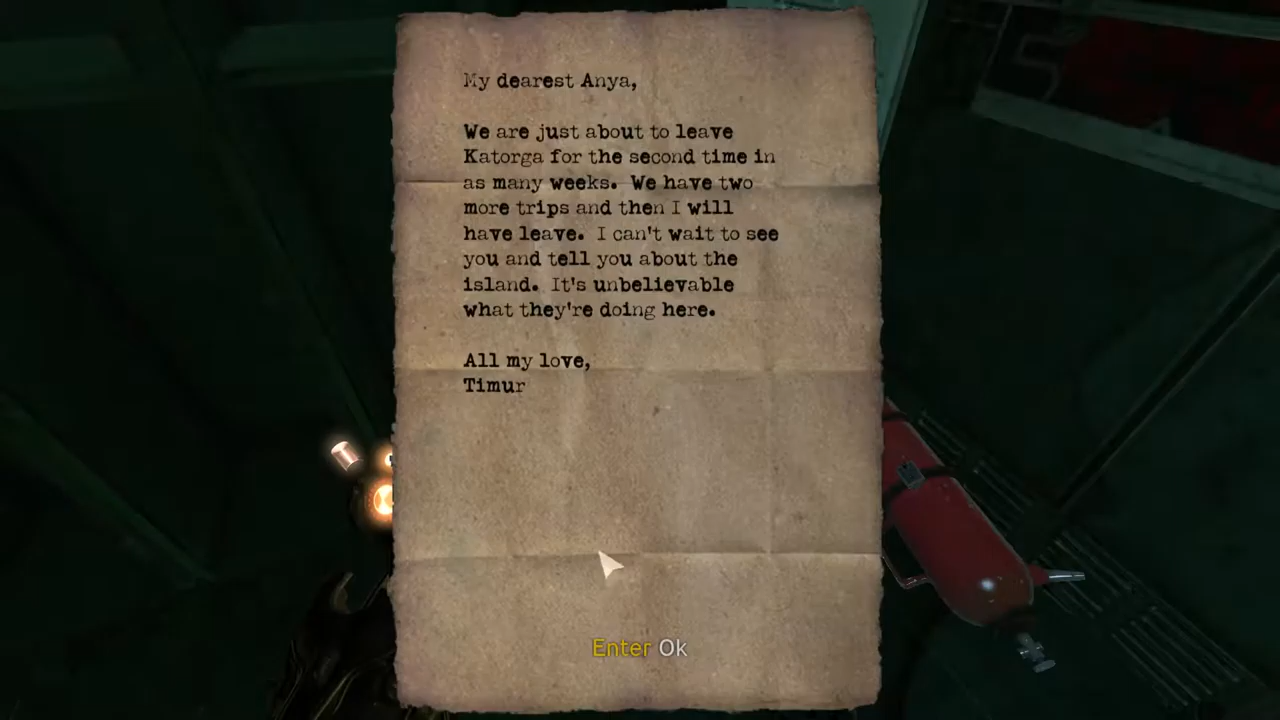 My dearest Anya,
We are just about to leave
Katorga for the second time in
as many weeks. We have two
more trips and then I will
have leave. I can't wait to see
you and tell you about the
island. It's unbelievable
what they're doing here.
All my love,
Timur
5
Enter Ok